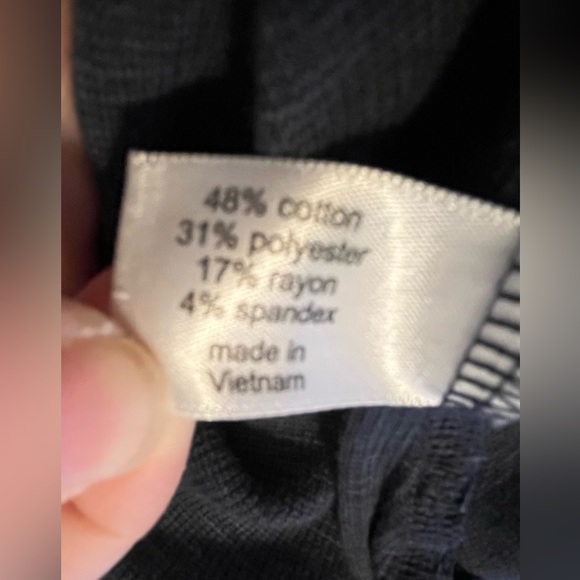 48% cotton
31% polyester
17% rayon
4% spandex
made in
Vietnam